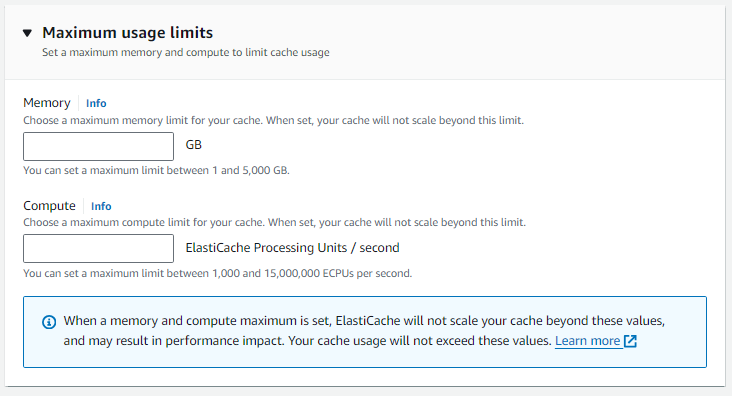 Maximum usage limits
Set a maximum memory and compute to limit cache usage
Memory Info
Choose a maximum memory limit for your cache. When set, your cache will not scale beyond this limit.
GB
You can set a maximum limit between 1 and 5,000 GB.
Compute Info
Choose a maximum compute limit for your cache. When set, your cache will not scale beyond this limit.
ElastiCache Processing Units / second
You can set a maximum limit between 1,000 and 15,000,000 ECPUs per second.
When a memory and compute maximum is set, ElastiCache will not scale your cache beyond these values,
and may result in performance impact. Your cache usage will not exceed these values. Learn more